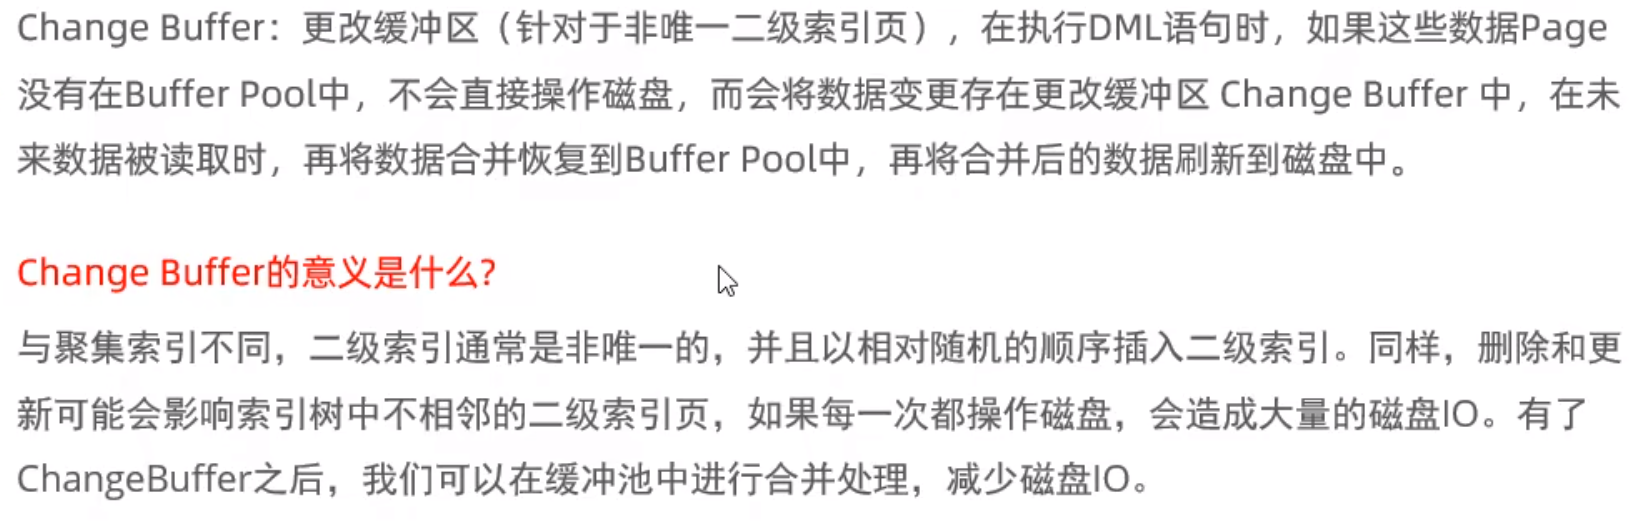 Change Buffer：更改缓冲区（针对于非唯一二级索引页），在执行DML语句时，如果这些数据Page
没有在Buffer Pool中，不会直接操作磁盘，而会将数据变更存在更改缓冲区 Change Buffer 中，在未
来数据被读取时，再将数据合并恢复到Buffer Pool中，再将合并后的数据刷新到磁盘中。
Change Buffer的意义是什么?
与聚集索引不同，二级索引通常是非唯一的，并且以相对随机的顺序插入二级索引。同样，删除和更
新可能会影响索引树中不相邻的二级索引页，如果每一次都操作磁盘，会造成大量的磁盘IO。有了
ChangeBuffer之后，我们可以在缓冲池中进行合并处理，减少磁盘IO。